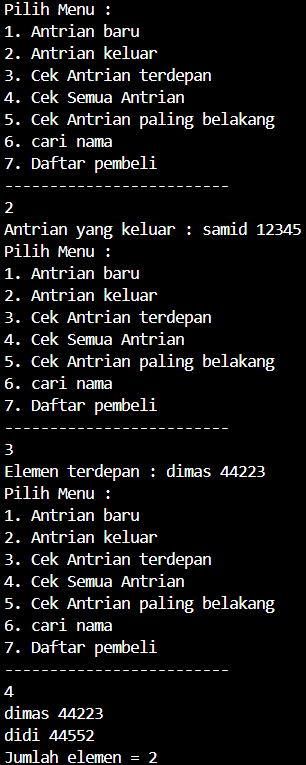 Pilih Menu :
1. Antrian baru
2. Antrian keluar
3. Cek Antrian terdepan
4. Cek Semua Antrian
5. Cek Antrian paling belakang
6. cari nama
7. Daftar pembeli
-------------------------
2
Antrian yang keluar : samid 12345
Pilih Menu :
1. Antrian baru
2. Antrian keluar
3. Cek Antrian terdepan
4. Cek Semua Antrian
5. Cek Antrian paling belakang
6. cari nama
7. Daftar pembeli
-------------------------
3
Elemen terdepan : dimas 44223
Pilih Menu :
1. Antrian baru
2. Antrian keluar
3. Cek Antrian terdepan
4. Cek Semua Antrian
5. Cek Antrian paling belakang
6. cari nama
7. Daftar pembeli
-------------------------
4
dimas 44223
didi 44552
Jumlah elemen = 2